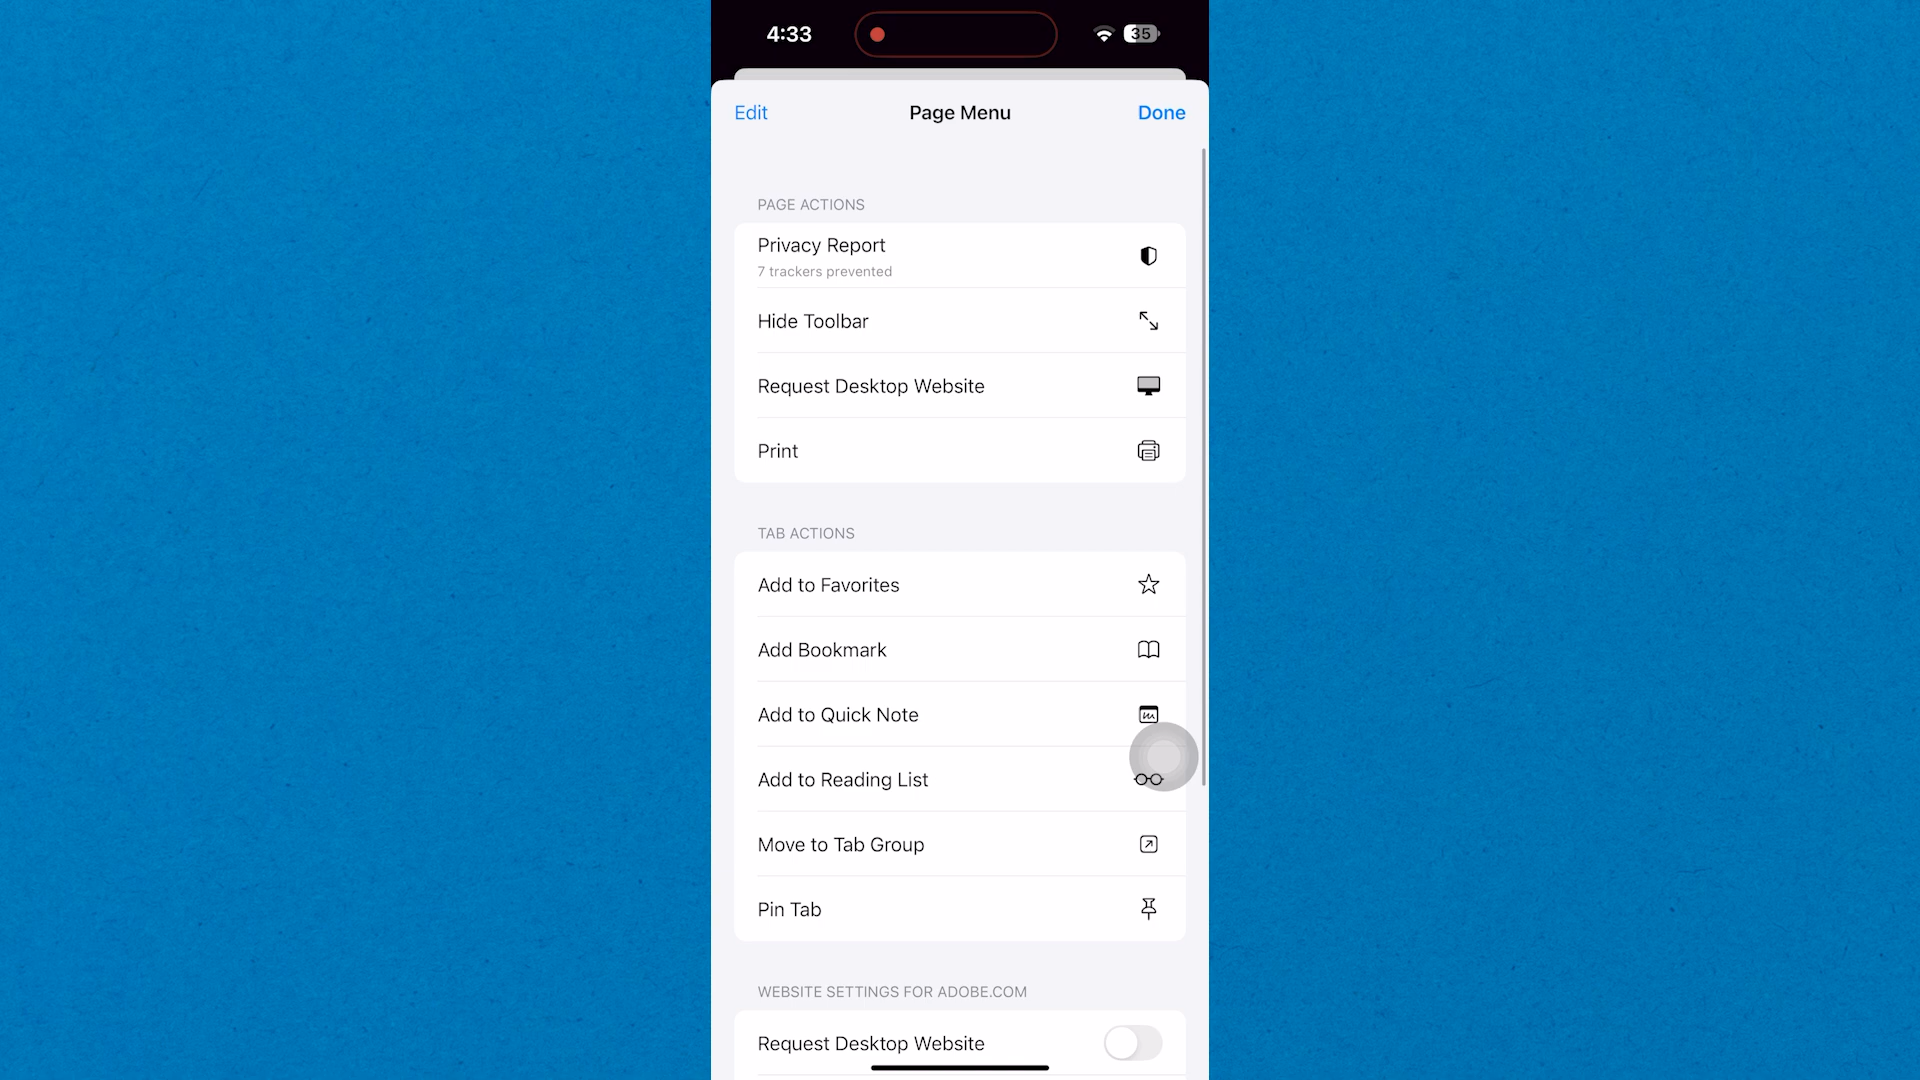 4:33
35
Edit
Page Menu
Done
PAGE ACTIONS
Privacy Report
7 trackers prevented
Hide Toolbar
Request Desktop Website
Print
TAB ACTIONS
Add to Favorites
Add Bookmark
Add to Quick Note
Add to Reading List
Move to Tab Group
Pin Tab
WEBSITE SETTINGS FOR ADOBE.COM
Request Desktop Website